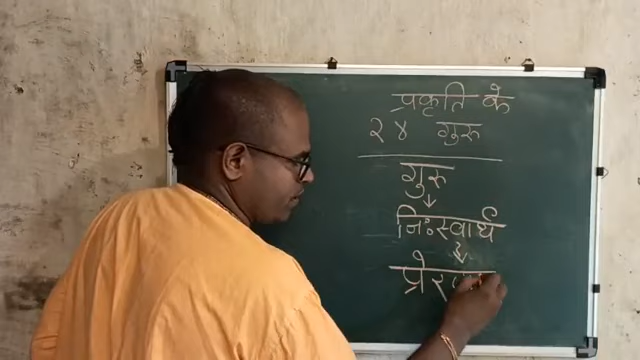 प्रकृति के
२४ गुरू
गुरू
निःस्वार्थ